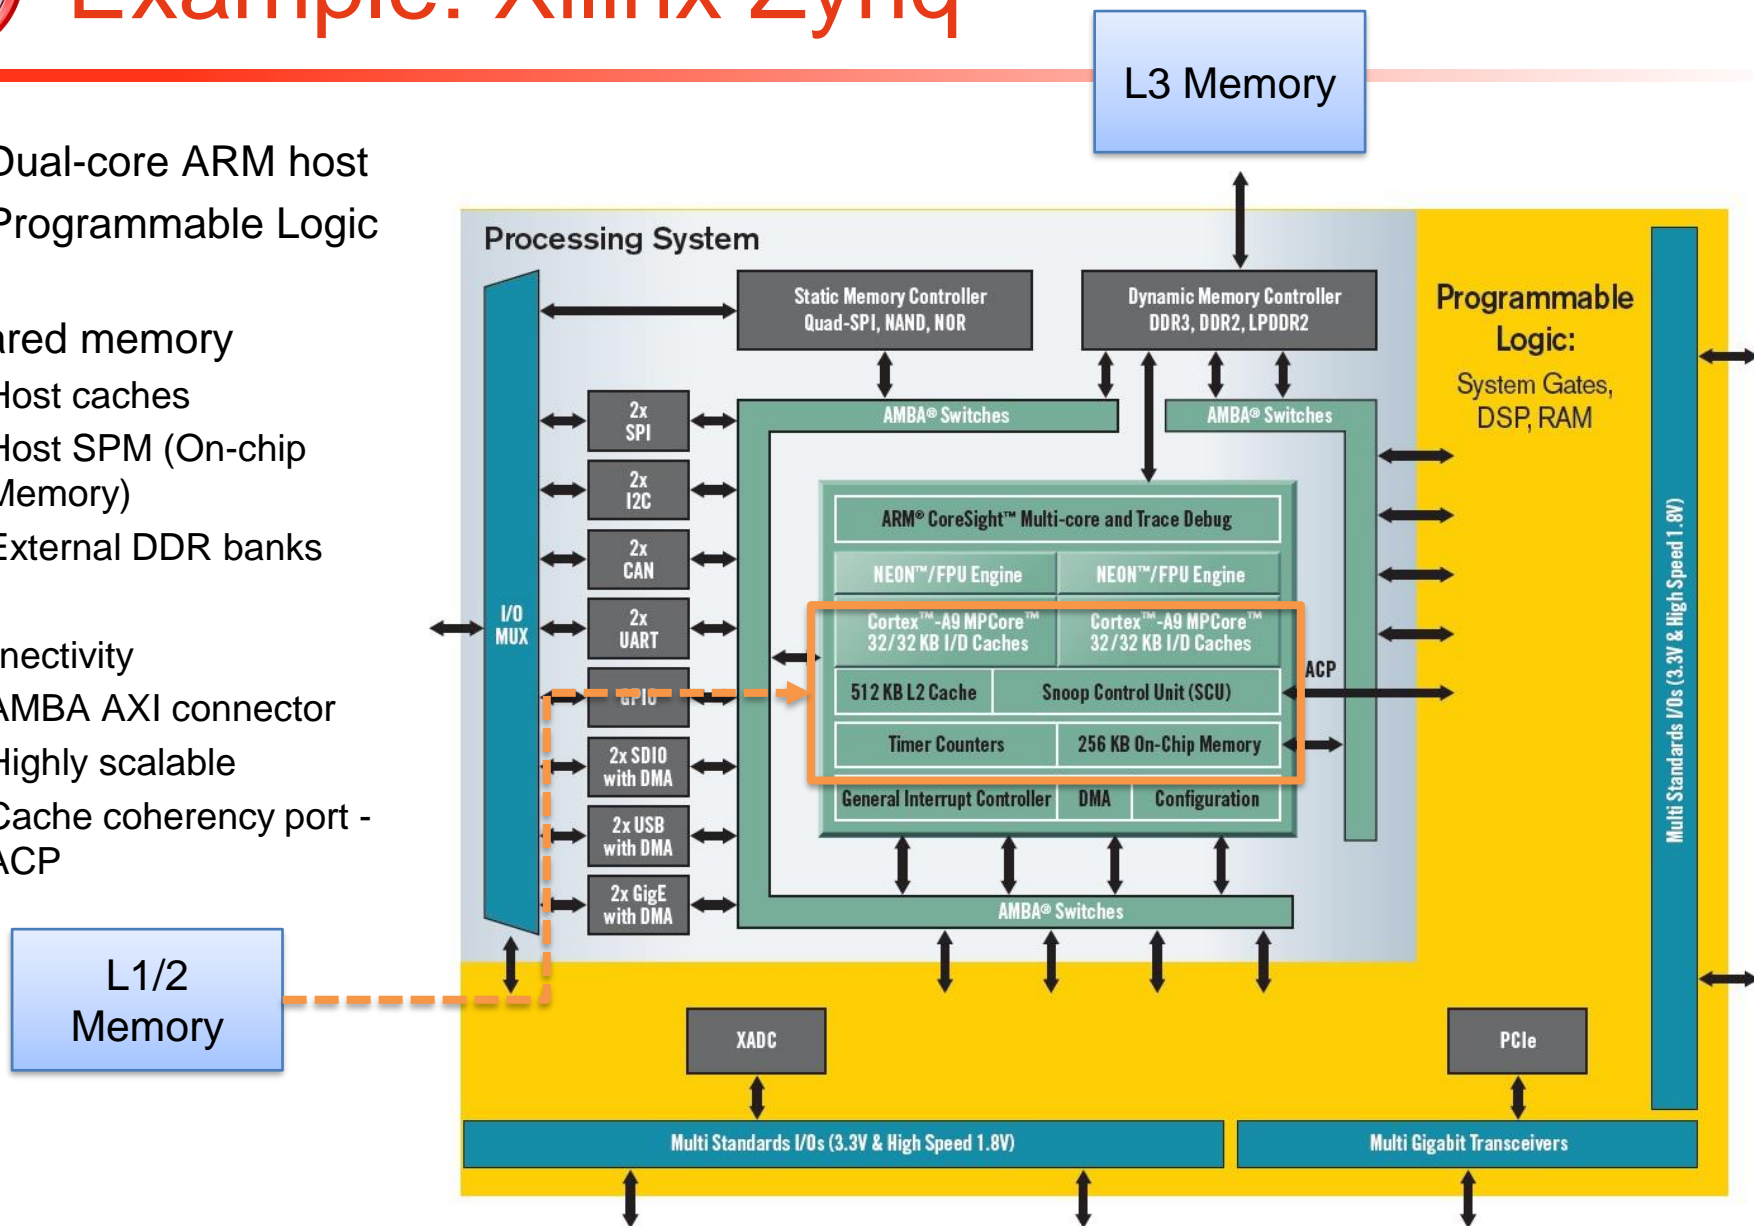 Example: Xilinx Zynq
L3 Memory
Dual-core ARM host
Programmable Logic
ared memory
Host caches
Host SPM (On-chip
Memory)
External DDR banks
nectivity
AMBA AXI connector
Highly scalable
Cache coherency port -
ACP
L1/2
Memory
Processing System
Static Memory Controller
Quad-SPI, NAND, NOR
Dynamic Memory Controller
DDR3, DDR2, LPDDR2
Programmable
Logic:
System Gates,
DSP, RAM
AMBA® Switches
AMBA® Switches
I/O
MUX
2x
SPI
2x
I2C
2x
CAN
2x
UART
GPIO
2x SDIO
with DMA
2x USB
with DMA
2x GigE
with DMA
ARM® CoreSight™ Multi-core and Trace Debug
NEON™/FPU Engine
NEON™/FPU Engine
Cortex™-A9 MPCore™
32/32 KB I/D Caches
Cortex™-A9 MPCore™
32/32 KB I/D Caches
512 KB L2 Cache
Snoop Control Unit (SCU)
Timer Counters
256 KB On-Chip Memory
General Interrupt Controller
DMA
Configuration
ACP
AMBA® Switches
Multi Standards I/Os (3.3V & High Speed 1.8V)
XADC
PCIe
Multi Standards I/Os (3.3V & High Speed 1.8V)
Multi Gigabit Transceivers